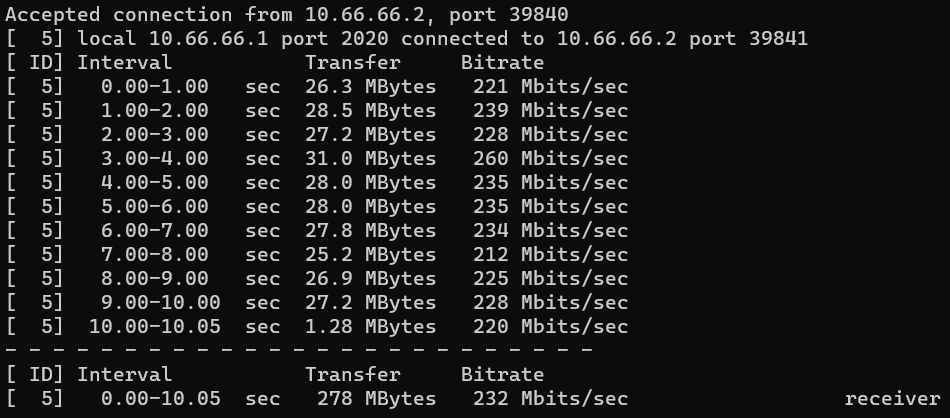 Accepted connection from 10.66.66.2, port 39840
[  5] local 10.66.66.1 port 2020 connected to 10.66.66.2 port 39841
[ ID] Interval           Transfer     Bitrate
[  5]   0.00-1.00   sec  26.3 MBytes   221 Mbits/sec
[  5]   1.00-2.00   sec  28.5 MBytes   239 Mbits/sec
[  5]   2.00-3.00   sec  27.2 MBytes   228 Mbits/sec
[  5]   3.00-4.00   sec  31.0 MBytes   260 Mbits/sec
[  5]   4.00-5.00   sec  28.0 MBytes   235 Mbits/sec
[  5]   5.00-6.00   sec  28.0 MBytes   235 Mbits/sec
[  5]   6.00-7.00   sec  27.8 MBytes   234 Mbits/sec
[  5]   7.00-8.00   sec  25.2 MBytes   212 Mbits/sec
[  5]   8.00-9.00   sec  26.9 MBytes   225 Mbits/sec
[  5]   9.00-10.00  sec  27.2 MBytes   228 Mbits/sec
[  5]  10.00-10.05  sec  1.28 MBytes   220 Mbits/sec
- - - - - - - - - - - - - - - - - - - - - - - - -
[ ID] Interval           Transfer     Bitrate
[  5]   0.00-10.05  sec   278 MBytes   232 Mbits/sec                  receiver